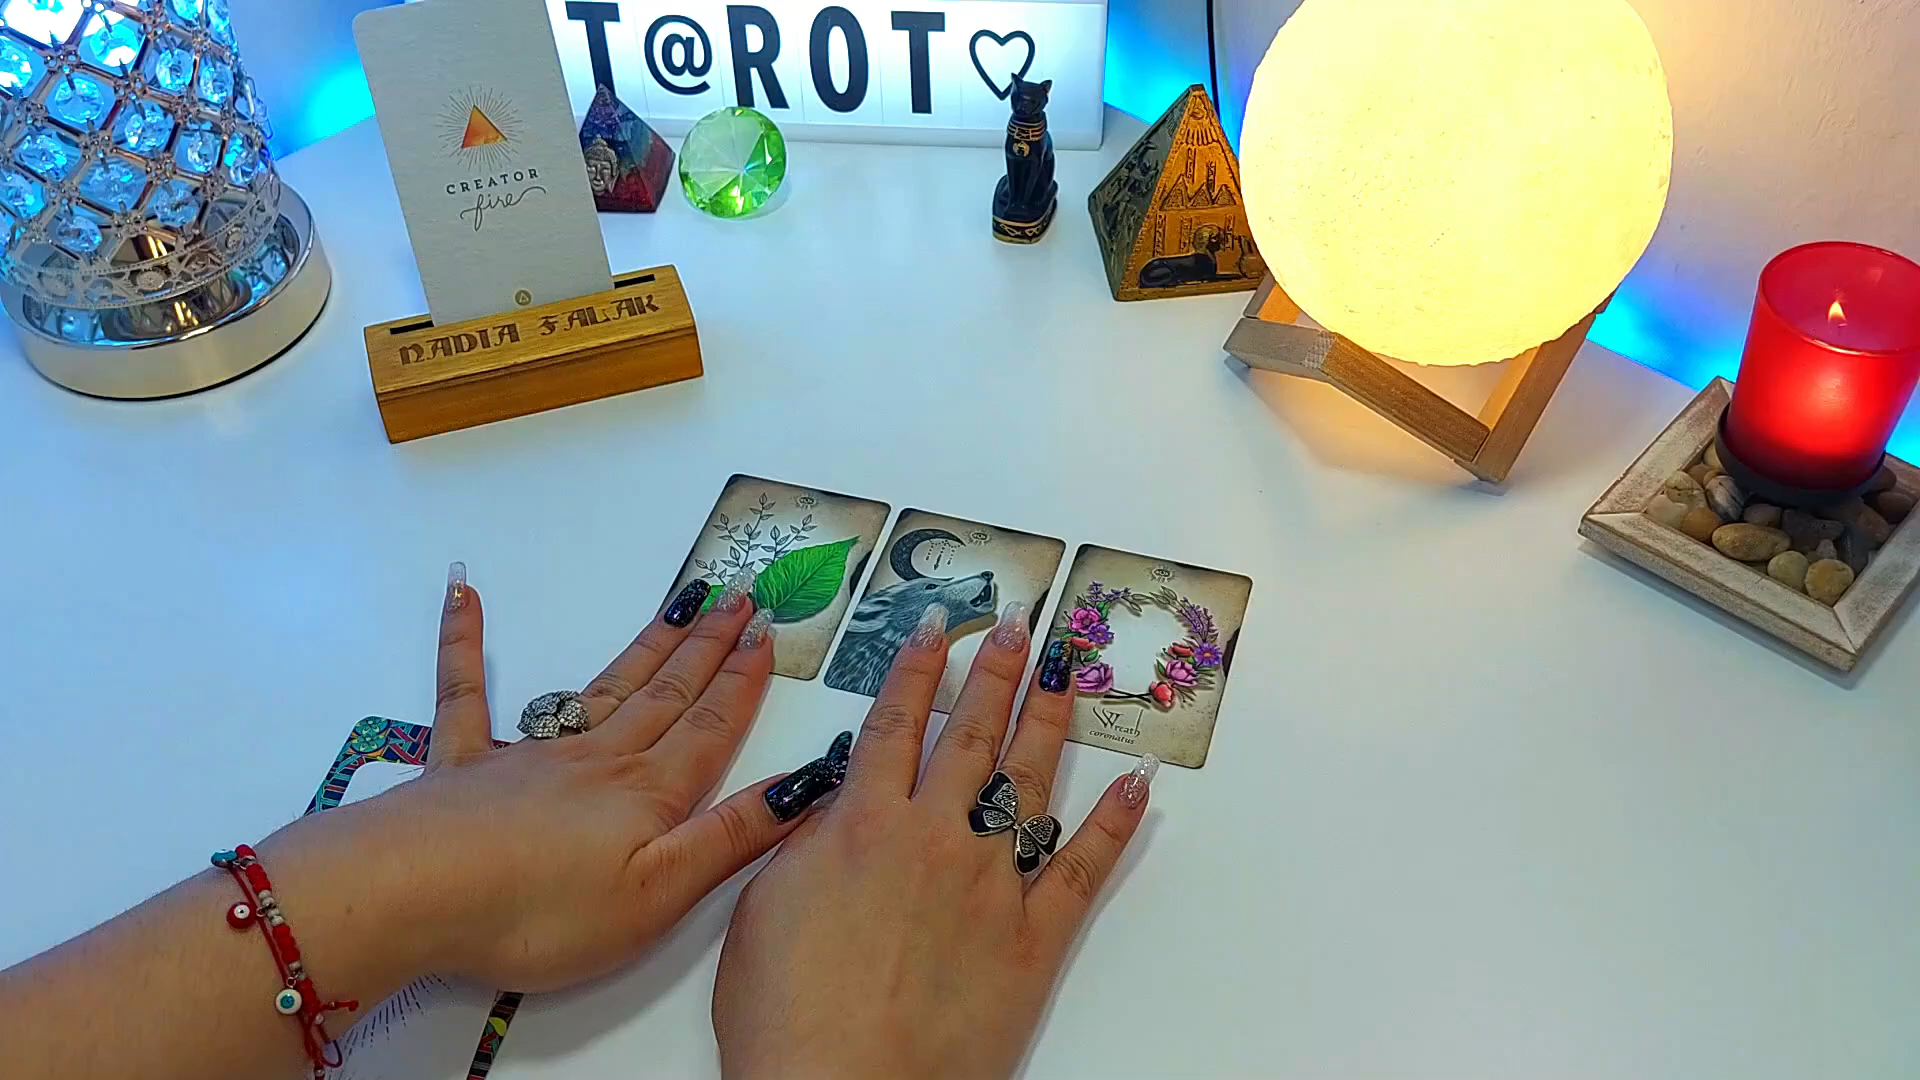 T@ROT♡
CREATOR
fire
NADIA FALAK
Wreath
coronatus